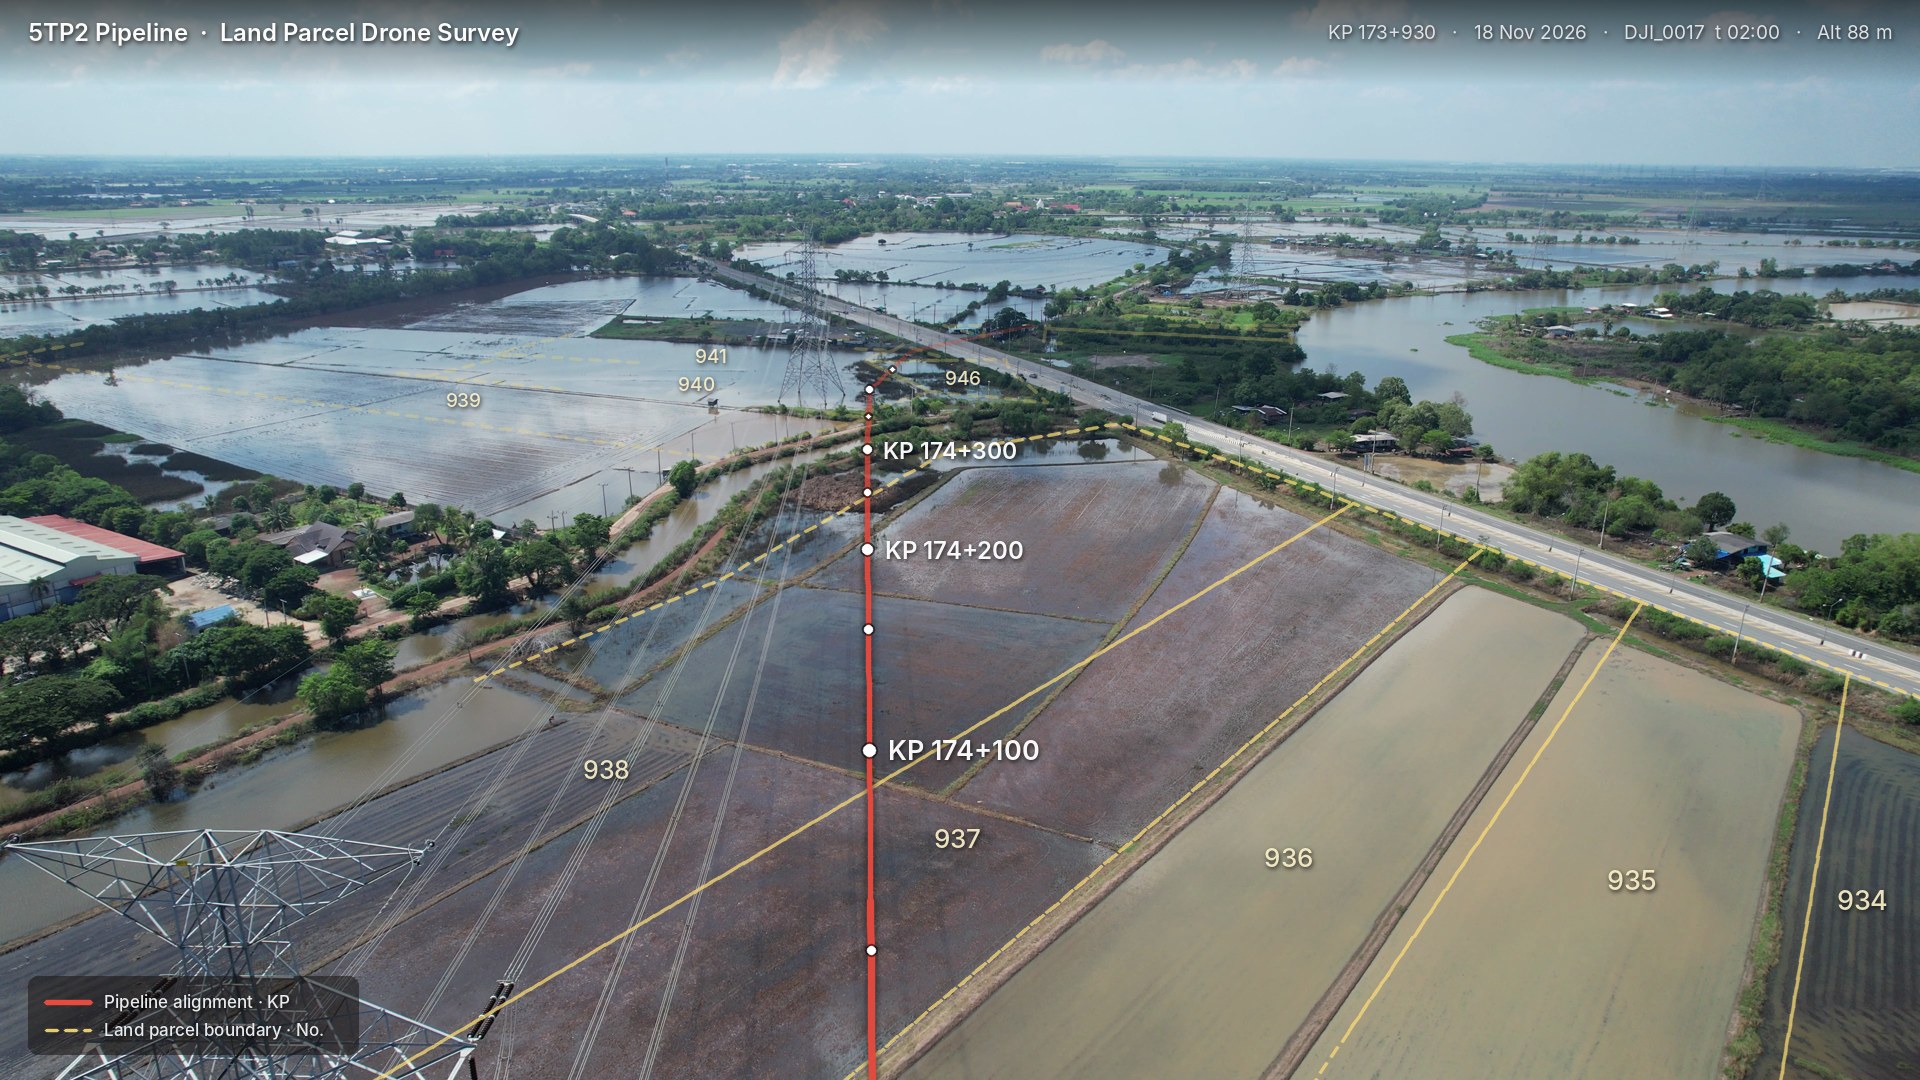 5TP2 Pipeline · Land Parcel Drone Survey
KP 173+930 · 18 Nov 2026 · DJI_0017 t 02:00 · Alt 88 m
941
940
946
939
KP 174+300
KP 174+200
KP 174+100
938
937
936
935
934
Pipeline alignment · KP
Land parcel boundary · No.